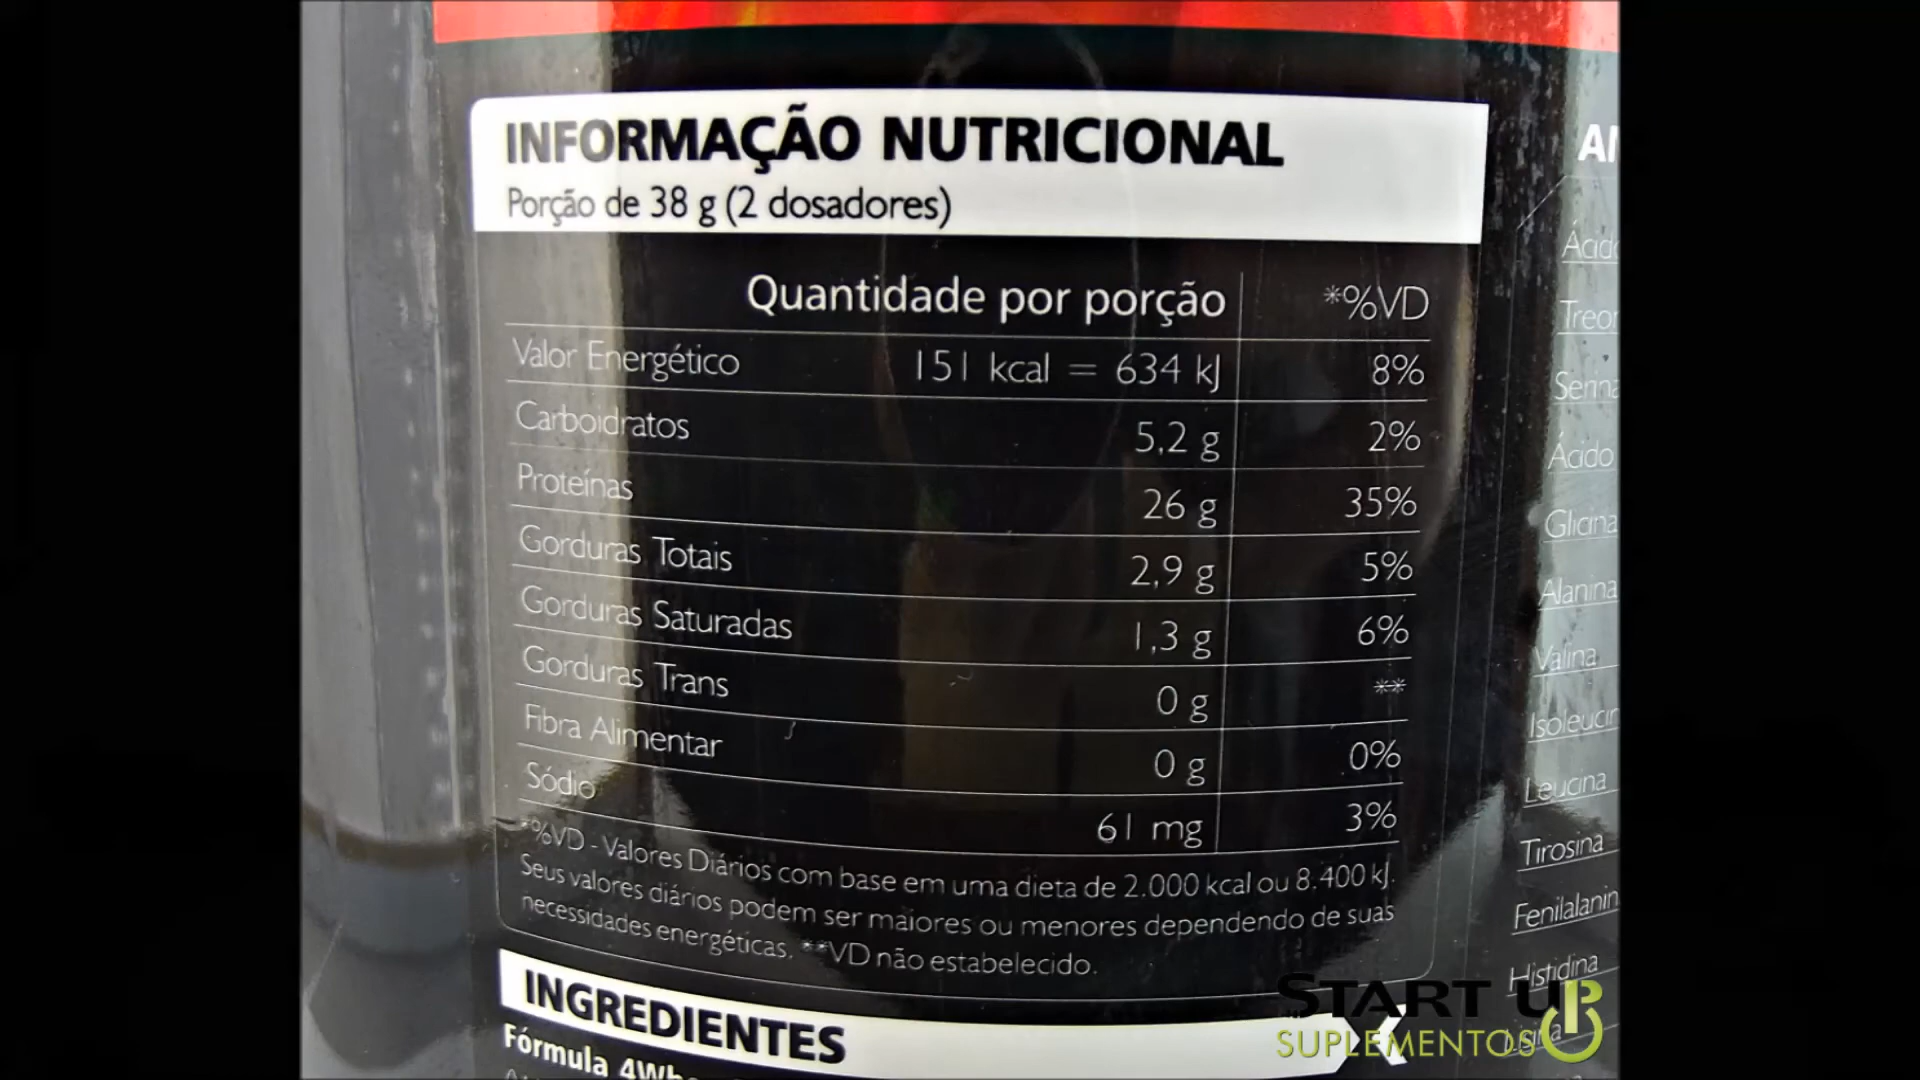 INFORMAÇÃO NUTRICIONAL
Porção de 38 g (2 dosadores)
Quantidade por porção *%VD
Valor Energético 151 kcal = 634 kJ 8%
Carboidratos 5,2 g 2%
Proteínas 26 g 35%
Gorduras Totais 2,9 g 5%
Gorduras Saturadas 1,3 g 6%
Gorduras Trans 0 g **
Fibra Alimentar 0 g 0%
Sódio 61 mg 3%
*%VD - Valores Diários com base em uma dieta de 2.000 kcal ou 8.400 kJ.
Seus valores diários podem ser maiores ou menores dependendo de suas
necessidades energéticas. **VD não estabelecido.
INGREDIENTES
Fórmula
Serina
Ácido
Glicina
Alanina
Valina
Leucina
Tirosina
Histidina
START UP
SUPLEMENTOS